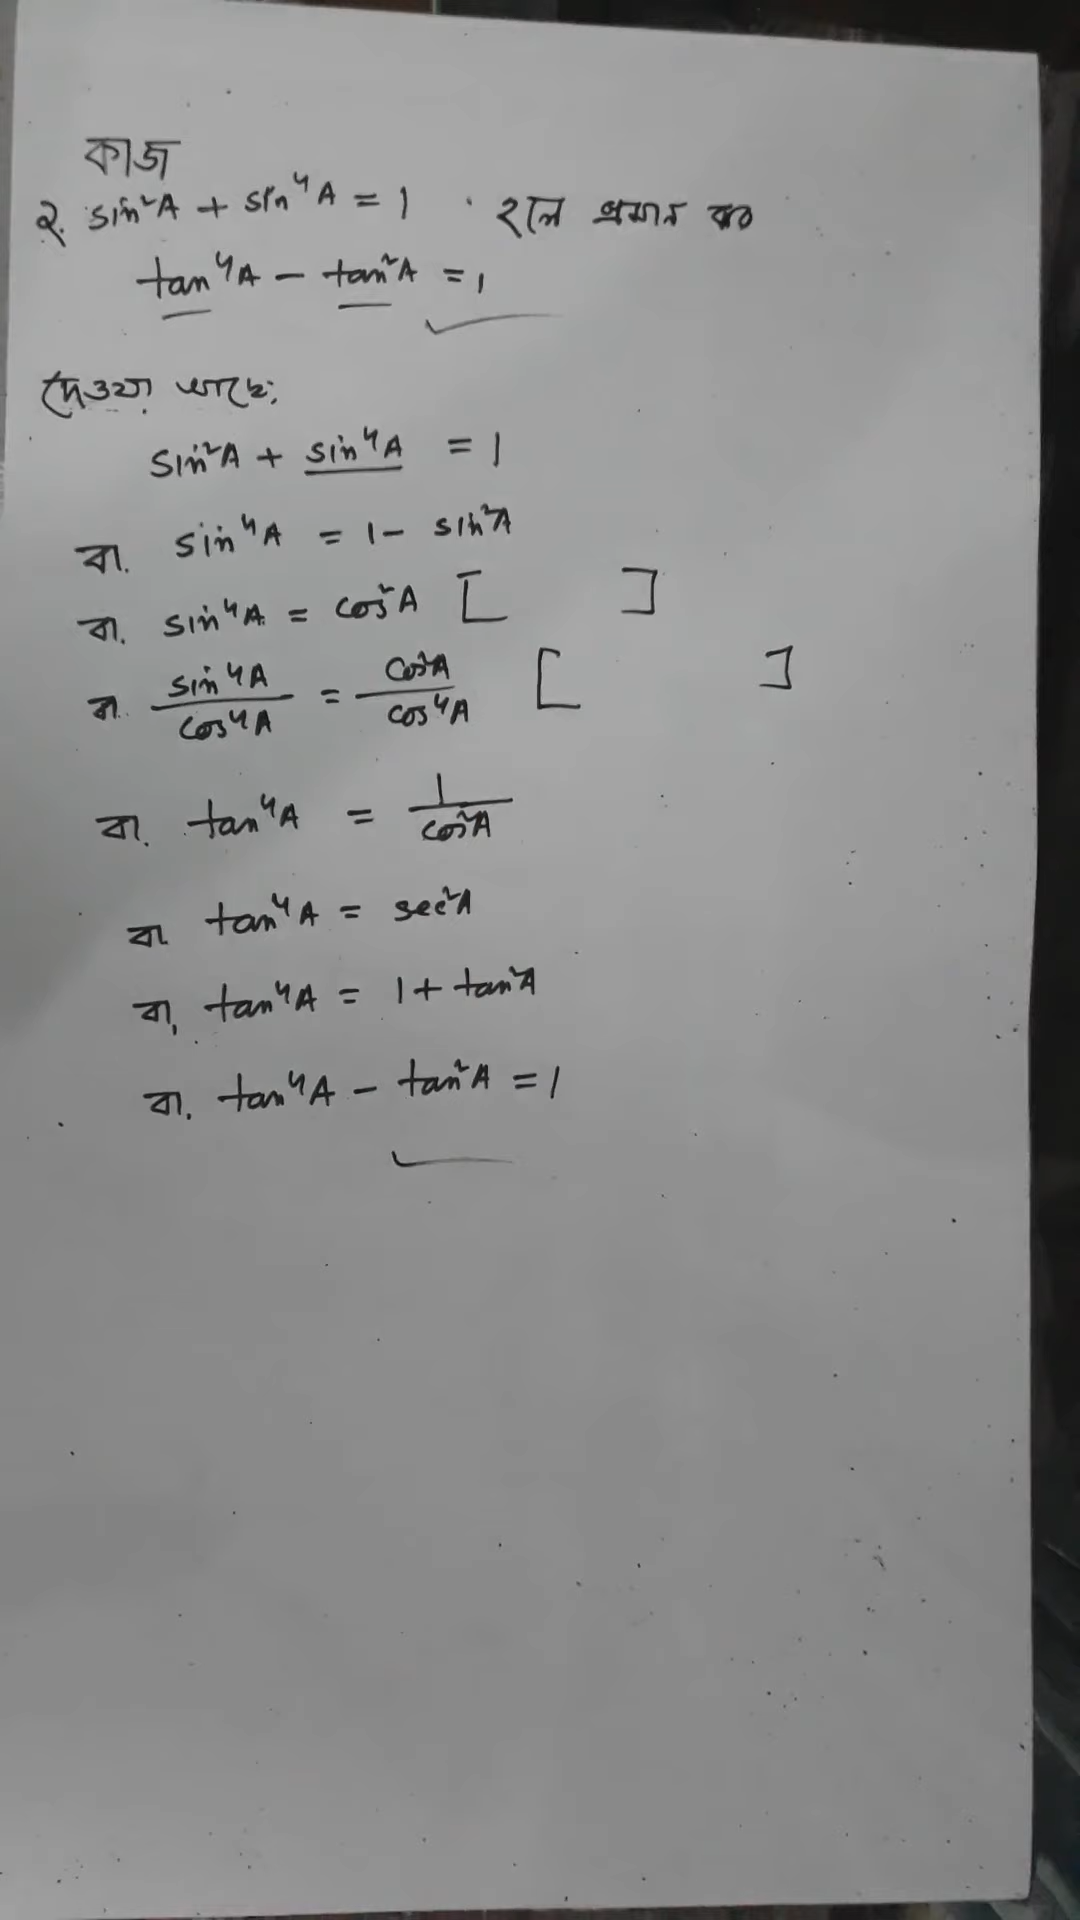 কাজ
২. sin²A + sin⁴A = 1 . হলে প্রমান কর
tan⁴A − tan²A = 1
দেওয়া আছে,
sin²A + sin⁴A = 1
বা. sin⁴A = 1 − sin²A
বা. sin⁴A = cos²A [ ]
বা. sin⁴A/cos⁴A = cos²A/cos⁴A [ ]
বা. tan⁴A = 1/cos²A
বা tan⁴A = sec²A
বা, tan⁴A = 1 + tan²A
বা. tan⁴A − tan²A = 1